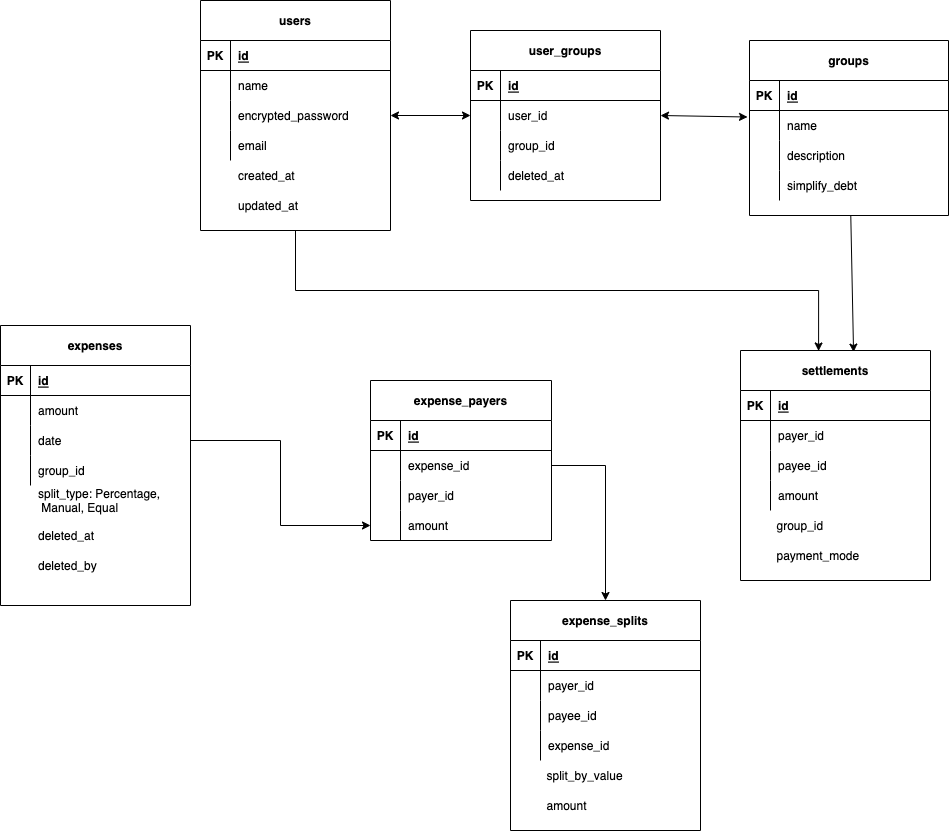 users
PK id
name
encrypted_password
email
created_at
updated_at
user_groups
PK id
user_id
group_id
deleted_at
groups
PK id
name
description
simplify_debt
expenses
PK id
amount
date
group_id
split_type: Percentage,
Manual, Equal
deleted_at
deleted_by
expense_payers
PK id
expense_id
payer_id
amount
settlements
PK id
payer_id
payee_id
amount
group_id
payment_mode
expense_splits
PK id
payer_id
payee_id
expense_id
split_by_value
amount